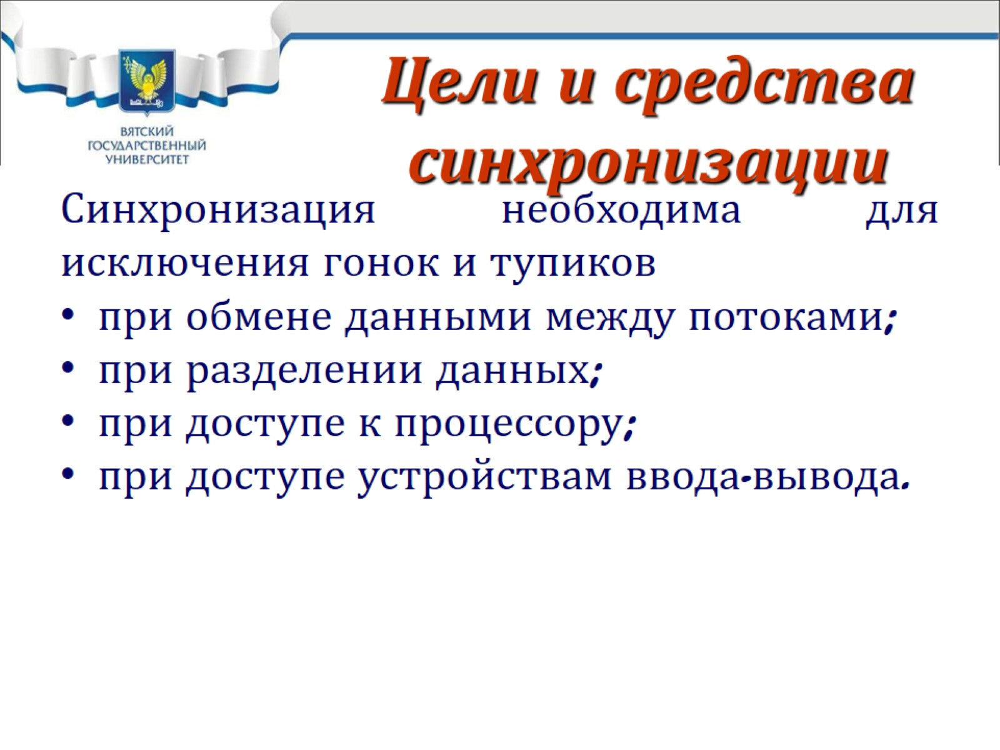 ВЯТСКИЙ
ГОСУДАРСТВЕННЫЙ
УНИВЕРСИТЕТ
Цели и средства
синхронизации
Синхронизация необходима для
исключения гонок и тупиков
• при обмене данными между потоками;
• при разделении данных;
• при доступе к процессору;
• при доступе устройствам ввода-вывода.